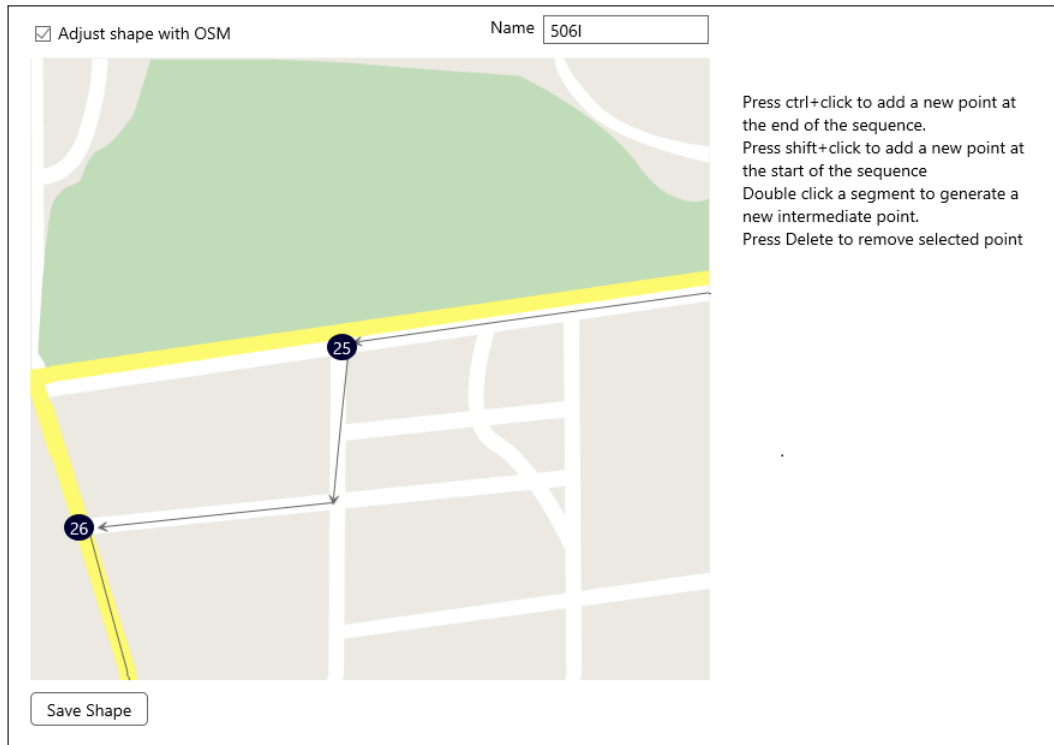 Adjust shape with OSM
Name
506I
Press ctrl+click to add a new point at
the end of the sequence.
Press shift+click to add a new point at
the start of the sequence
Double click a segment to generate a
new intermediate point.
Press Delete to remove selected point
25
26
Save Shape